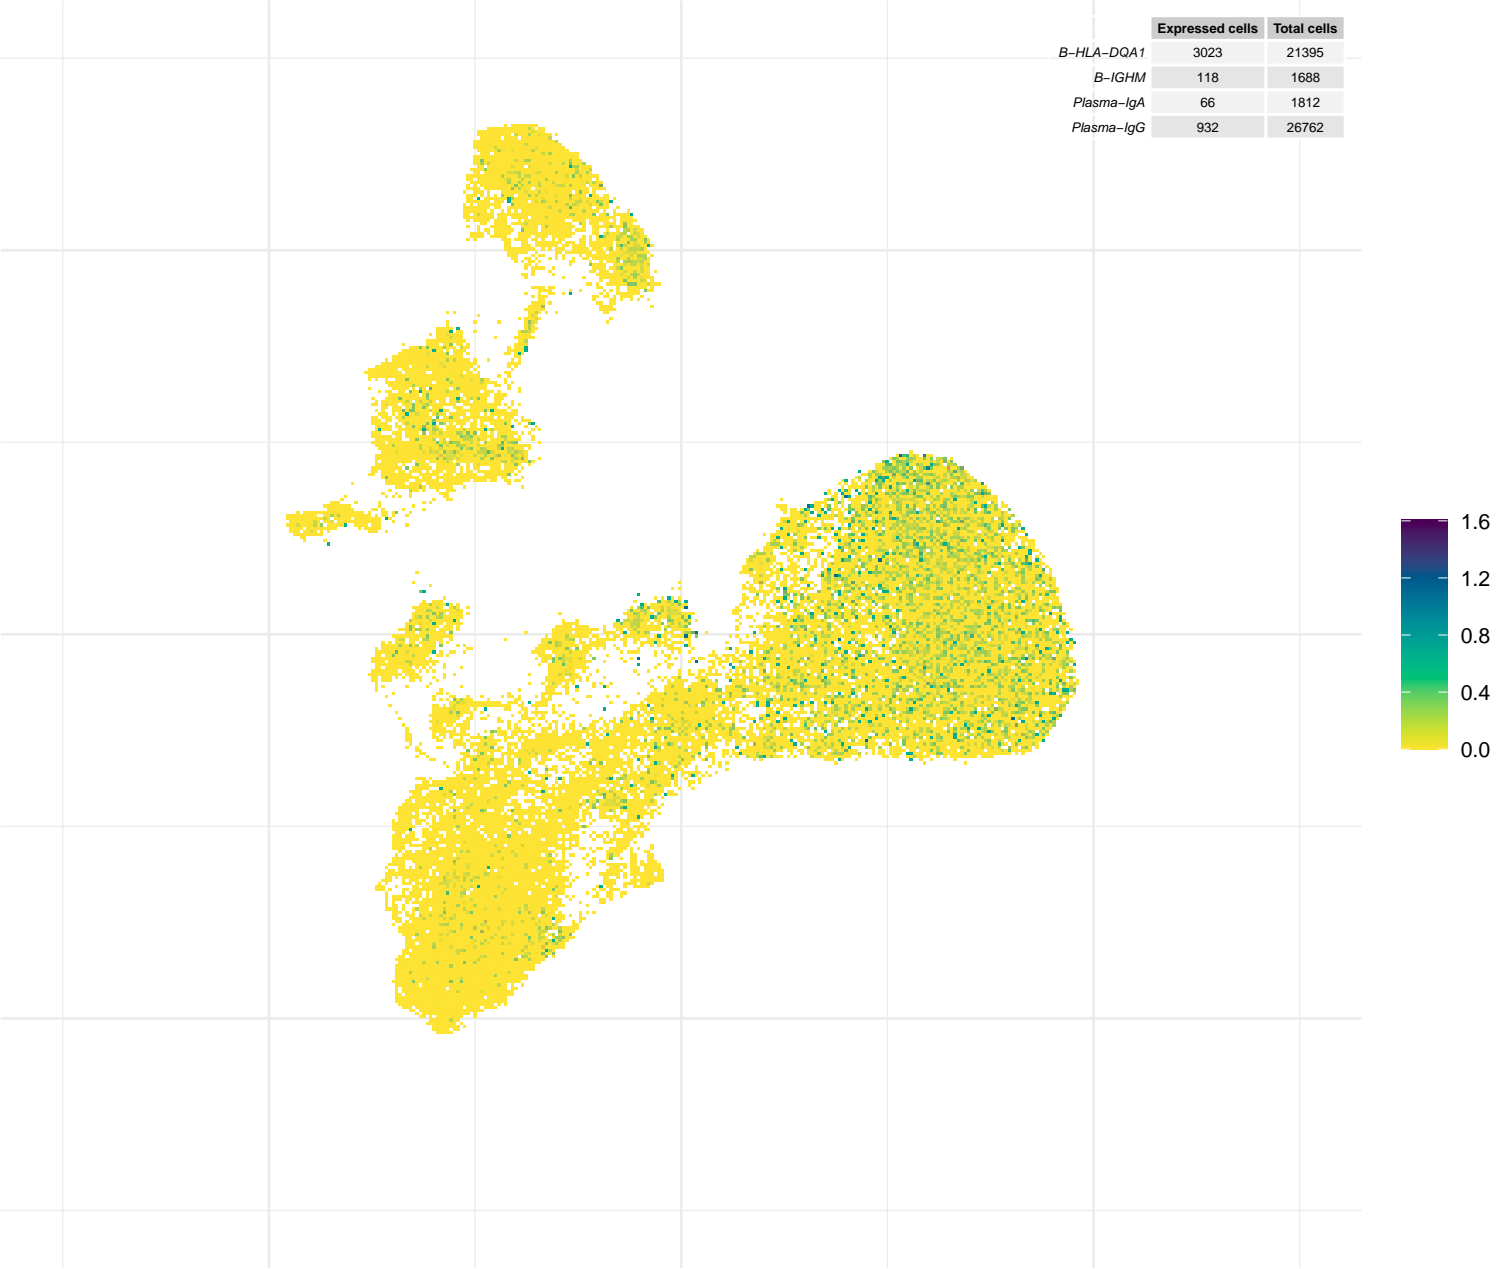 Expressed cells Total cells
B−HLA−DQA1 3023 21395
B−IGHM 118 1688
Plasma−IgA 66 1812
Plasma−IgG 932 26762
1.6
1.2
0.8
0.4
0.0